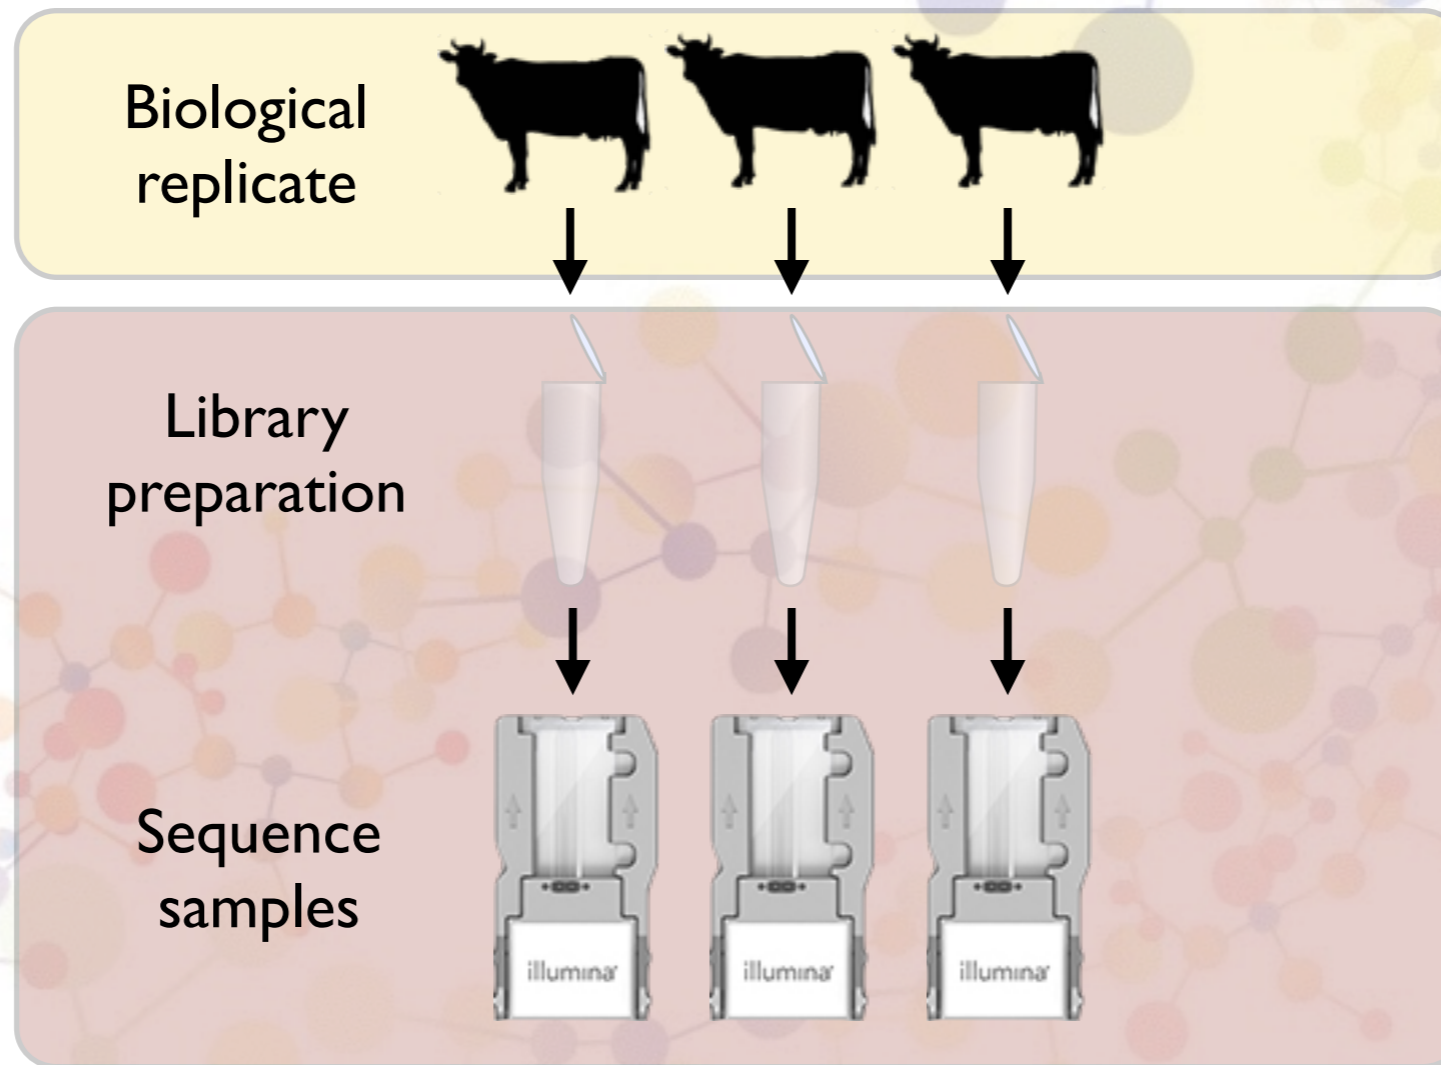 Biological
replicate
Library
preparation
Sequence
samples
illumina
illumina
illumina